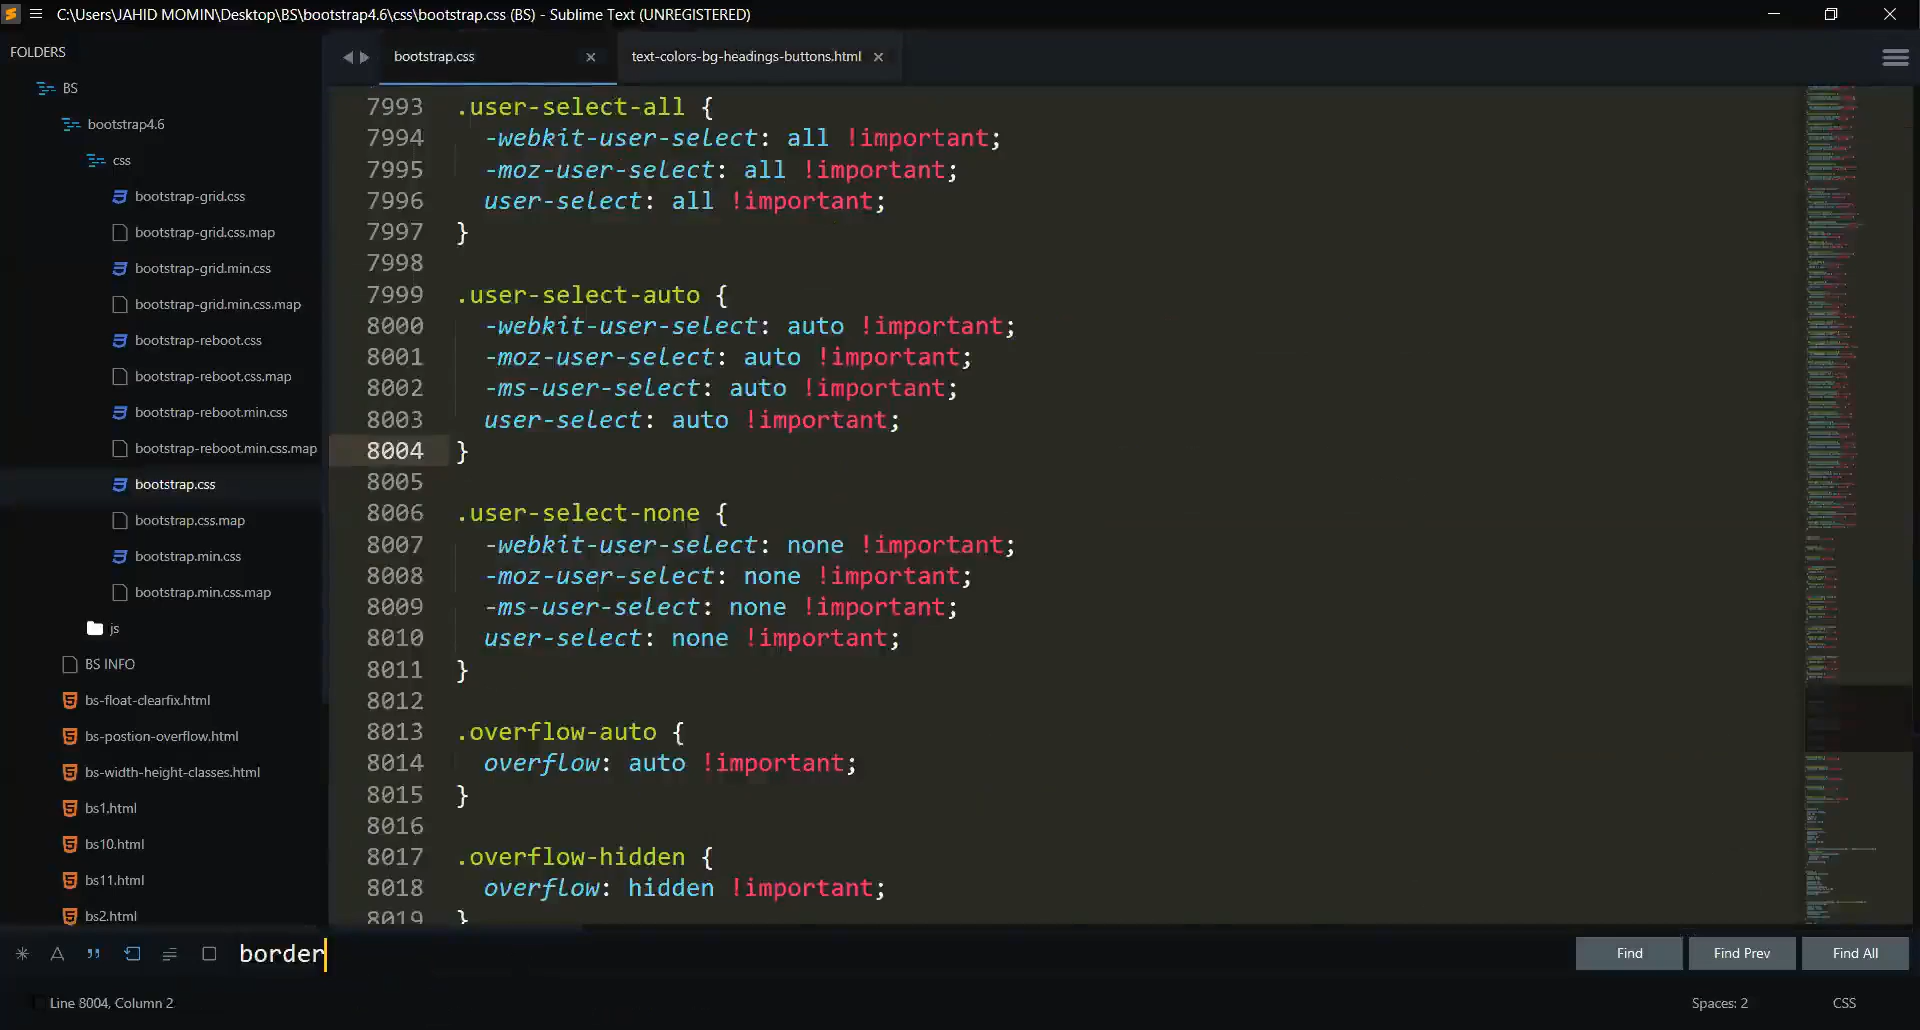 C:\Users\JAHID MOMIN\Desktop\BS\bootstrap4.6\css\bootstrap.css (BS) - Sublime Text (UNREGISTERED)
FOLDERS
BS
bootstrap4.6
css
bootstrap-grid.css
bootstrap-grid.css.map
bootstrap-grid.min.css
bootstrap-grid.min.css.map
bootstrap-reboot.css
bootstrap-reboot.css.map
bootstrap-reboot.min.css
bootstrap-reboot.min.css.map
bootstrap.css
bootstrap.css.map
bootstrap.min.css
bootstrap.min.css.map
js
BS INFO
bs-float-clearfix.html
bs-postion-overflow.html
bs-width-height-classes.html
bs1.html
bs10.html
bs11.html
bs2.html
bootstrap.css
text-colors-bg-headings-buttons.html
7993 .user-select-all {
7994 -webkit-user-select: all !important;
7995 -moz-user-select: all !important;
7996 user-select: all !important;
7997 }
7998
7999 .user-select-auto {
8000 -webkit-user-select: auto !important;
8001 -moz-user-select: auto !important;
8002 -ms-user-select: auto !important;
8003 user-select: auto !important;
8004 }
8005
8006 .user-select-none {
8007 -webkit-user-select: none !important;
8008 -moz-user-select: none !important;
8009 -ms-user-select: none !important;
8010 user-select: none !important;
8011 }
8012
8013 .overflow-auto {
8014 overflow: auto !important;
8015 }
8016
8017 .overflow-hidden {
8018 overflow: hidden !important;
8019 }
border
Find
Find Prev
Find All
Line 8004, Column 2
Spaces: 2
CSS